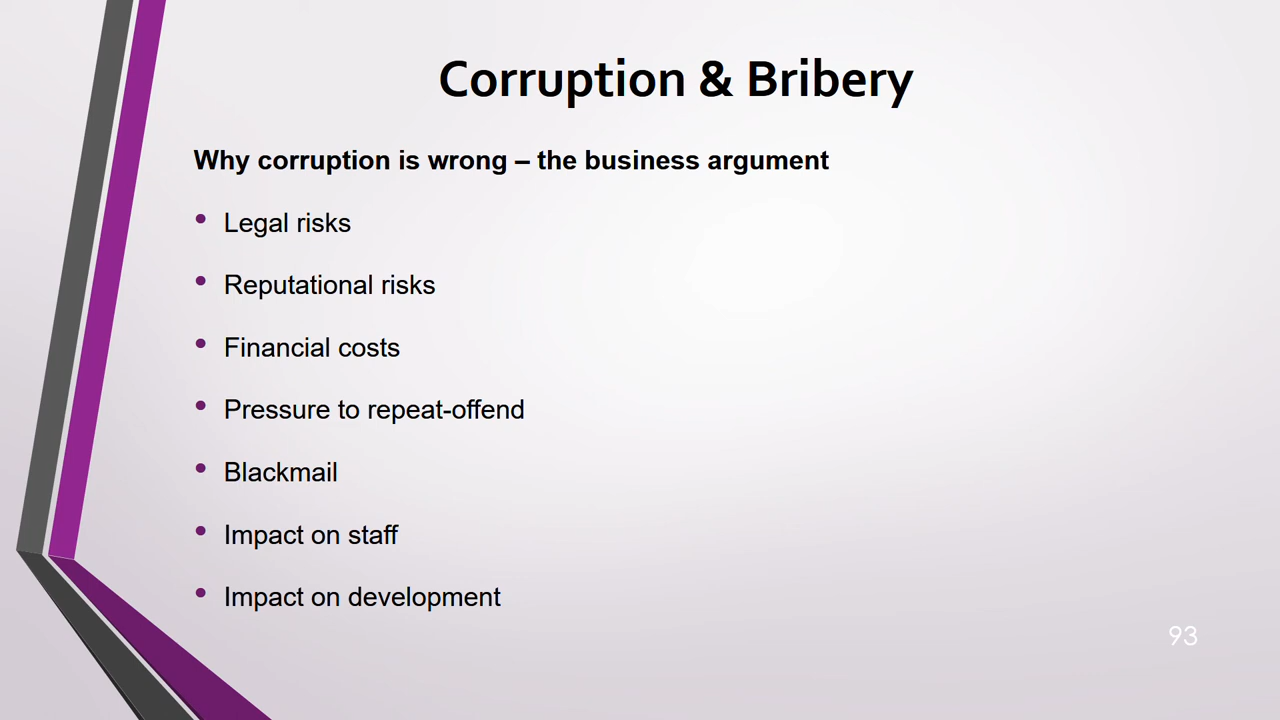 Corruption & Bribery
Why corruption is wrong – the business argument
• Legal risks
• Reputational risks
• Financial costs
• Pressure to repeat-offend
• Blackmail
• Impact on staff
• Impact on development
93